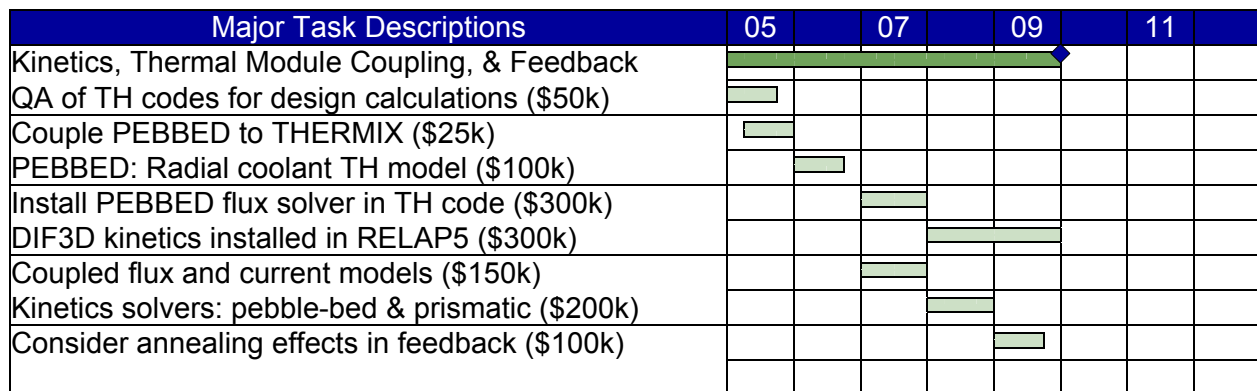 Major Task Descriptions 05 07 09 11
Kinetics, Thermal Module Coupling, & Feedback
QA of TH codes for design calculations ($50k)
Couple PEBBED to THERMIX ($25k)
PEBBED: Radial coolant TH model ($100k)
Install PEBBED flux solver in TH code ($300k)
DIF3D kinetics installed in RELAP5 ($300k)
Coupled flux and current models ($150k)
Kinetics solvers: pebble-bed & prismatic ($200k)
Consider annealing effects in feedback ($100k)